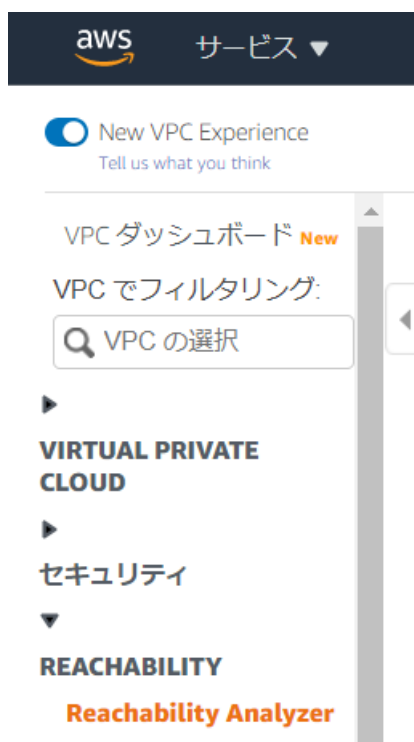 aws サービス ▼
New VPC Experience
Tell us what you think
VPC ダッシュボード New
VPC でフィルタリング:
VPC の選択
VIRTUAL PRIVATE
CLOUD
セキュリティ
REACHABILITY
Reachability Analyzer